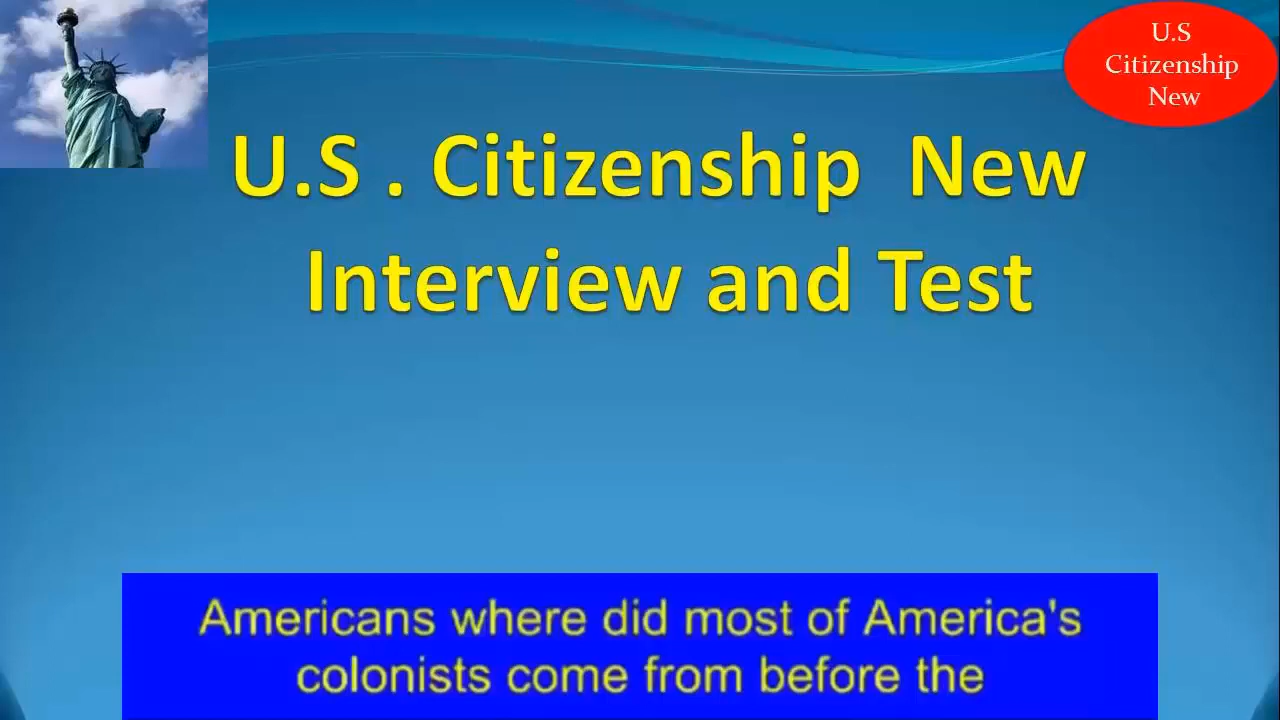 U.S
Citizenship
New
U.S . Citizenship New
Interview and Test
Americans where did most of America's
colonists come from before the